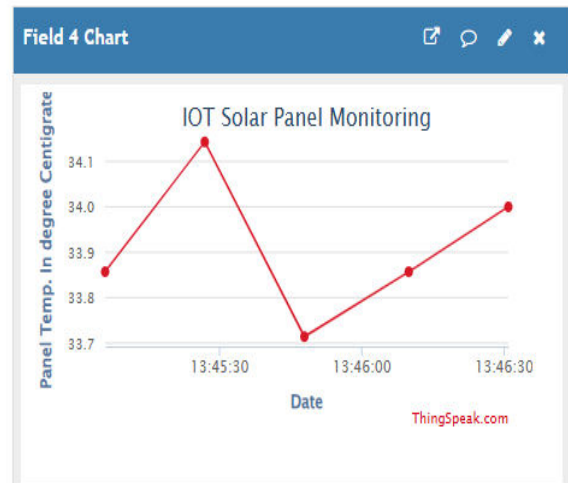 Field 4 Chart
IOT Solar Panel Monitoring
Panel Temp. In degree Centigrate
34.1
34.0
33.9
33.8
33.7
13:45:30 13:46:00 13:46:30
Date
ThingSpeak.com